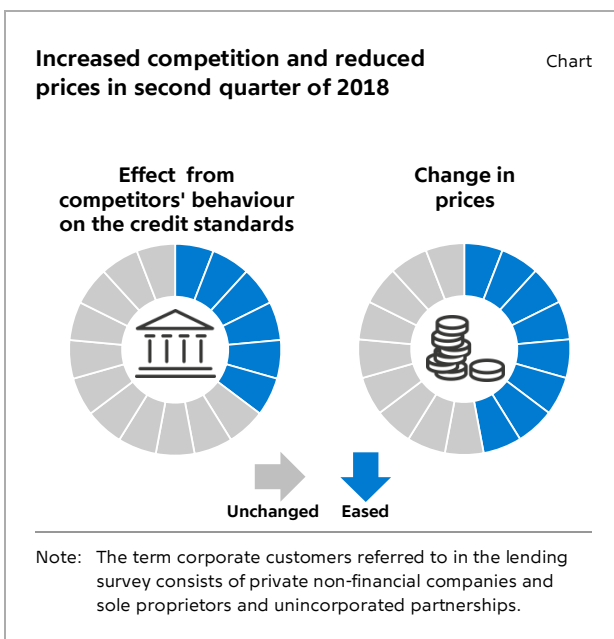 Increased competition and reduced
prices in second quarter of 2018
Chart
Effect from
competitors' behaviour
on the credit standards
Change in
prices
Unchanged
Eased
Note: The term corporate customers referred to in the lending
survey consists of private non-financial companies and
sole proprietors and unincorporated partnerships.